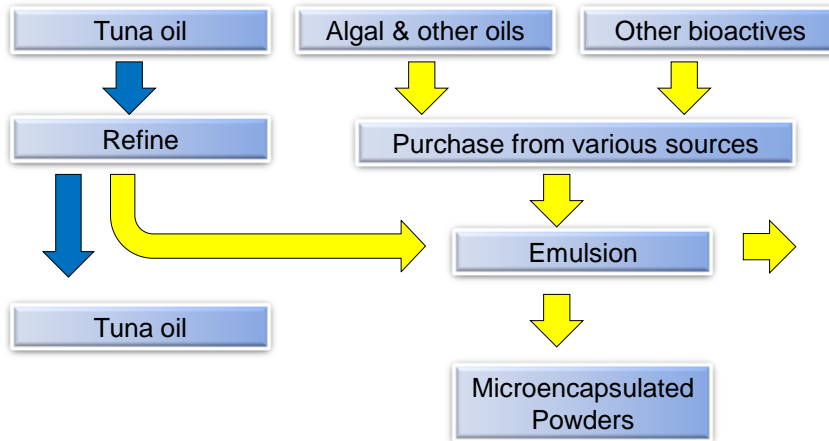 Tuna oil
Algal & other oils
Other bioactives
Refine
Purchase from various sources
Emulsion
Tuna oil
Microencapsulated
Powders